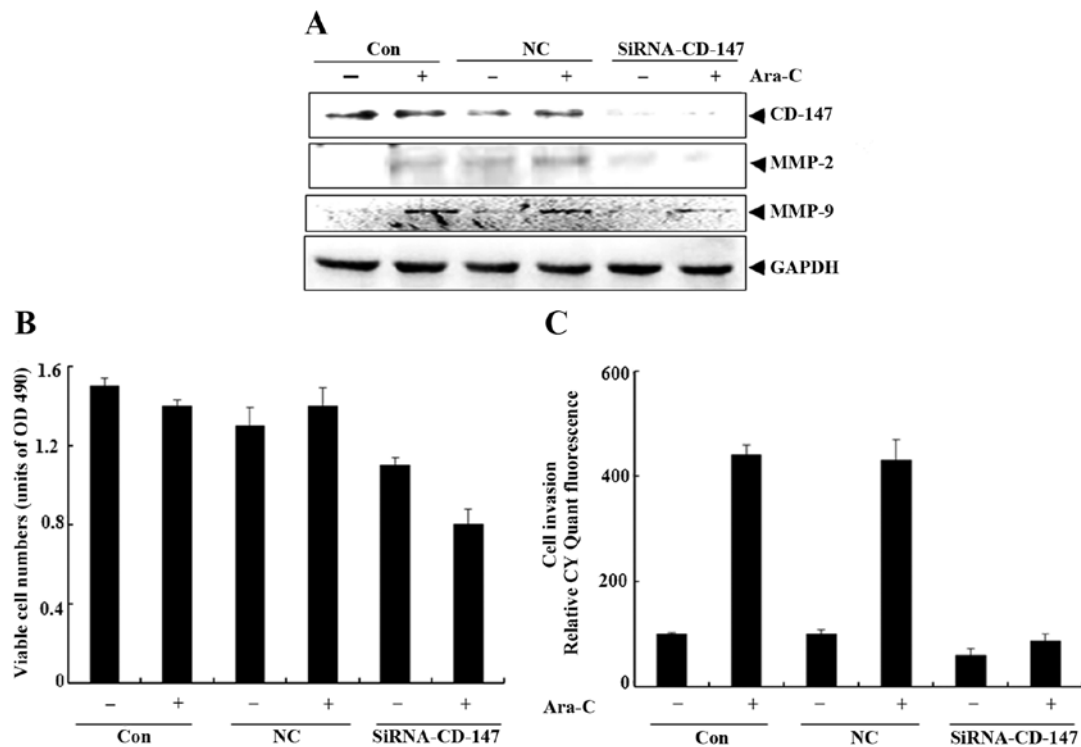 A
Con NC SiRNA-CD-147
– + – + – + Ara-C
CD-147
MMP-2
MMP-9
GAPDH
B
Viable cell numbers (units of OD 490)
1.6
1.2
0.8
0.4
0
– + – + – +
Con NC SiRNA-CD-147
C
Cell invasion
Relative CY Quant fluorescence
600
400
200
0
Ara-C – + – + – +
Con NC SiRNA-CD-147